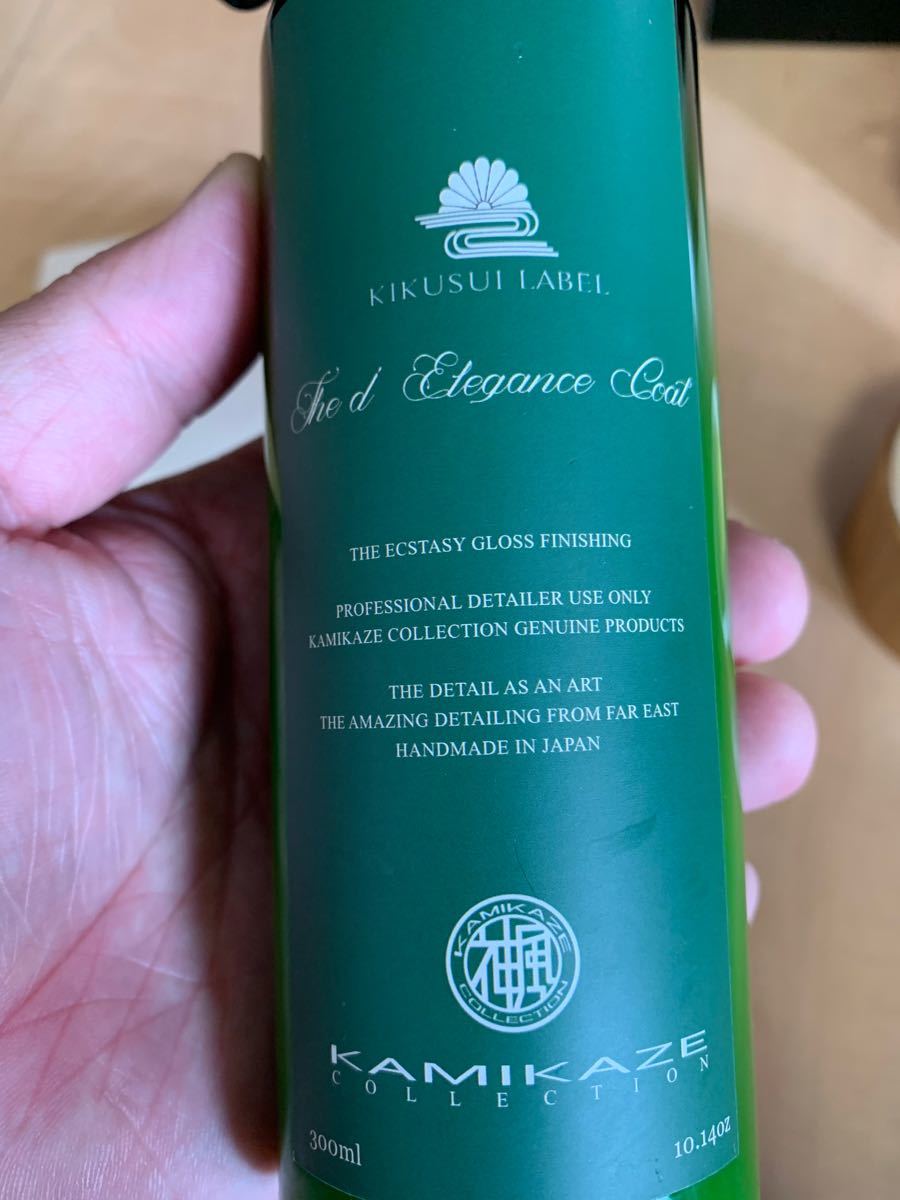 KIKUSUI LABEL
The d' Elegance Coat
THE ECSTASY GLOSS FINISHING
PROFESSIONAL DETAILER USE ONLY
KAMIKAZE COLLECTION GENUINE PRODUCTS
THE DETAIL AS AN ART
THE AMAZING DETAILING FROM FAR EAST
HANDMADE IN JAPAN
KAMIKAZE
神風
COLLECTION
KAMIKAZE
COLLECTION
300ml
10.14oz